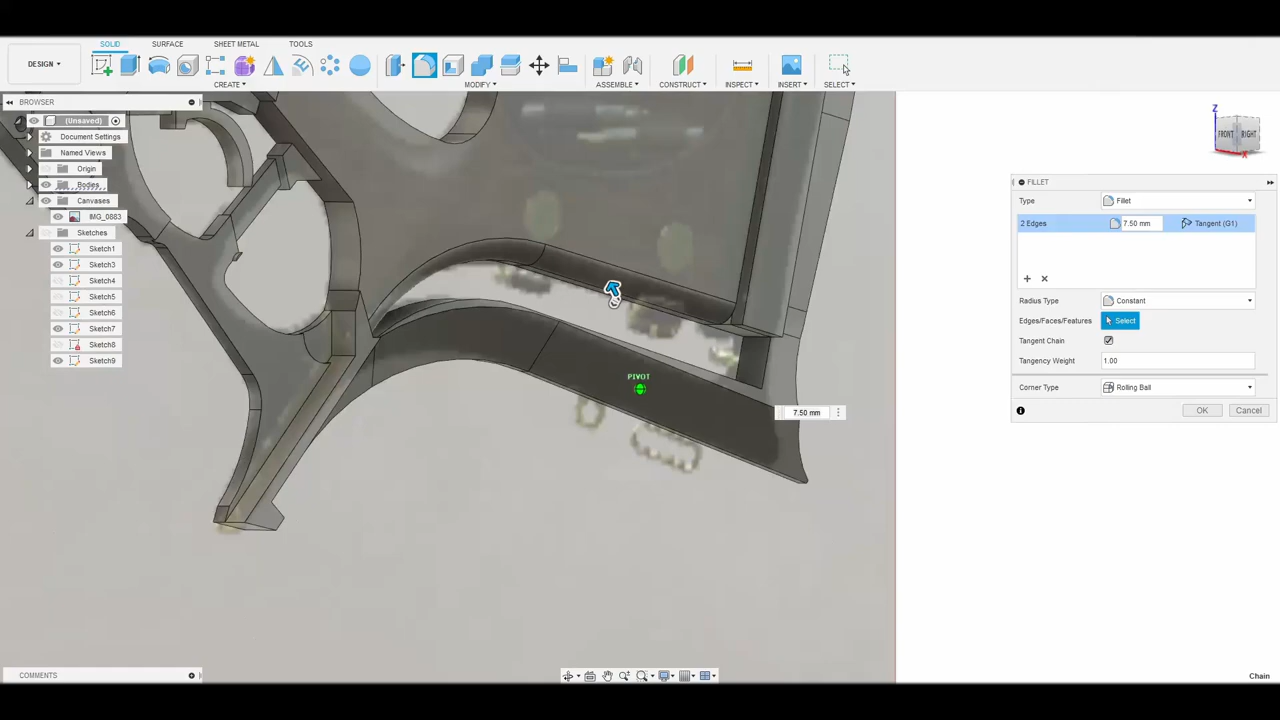 SOLID SURFACE SHEET METAL TOOLS
DESIGN
CREATE MODIFY ASSEMBLE CONSTRUCT INSPECT INSERT SELECT
BROWSER
(Unsaved)
Document Settings
Named Views
Origin
Bodies
Canvases
IMG_0883
Sketches
Sketch1
Sketch3
Sketch4
Sketch5
Sketch6
Sketch7
Sketch8
Sketch9
PIVOT
7.50 mm
Z
FRONT RIGHT
X
FILLET
Type Fillet
2 Edges 7.50 mm Tangent (G1)
Radius Type Constant
Edges/Faces/Features Select
Tangent Chain
Tangency Weight 1.00
Corner Type Rolling Ball
OK Cancel
COMMENTS
Chain